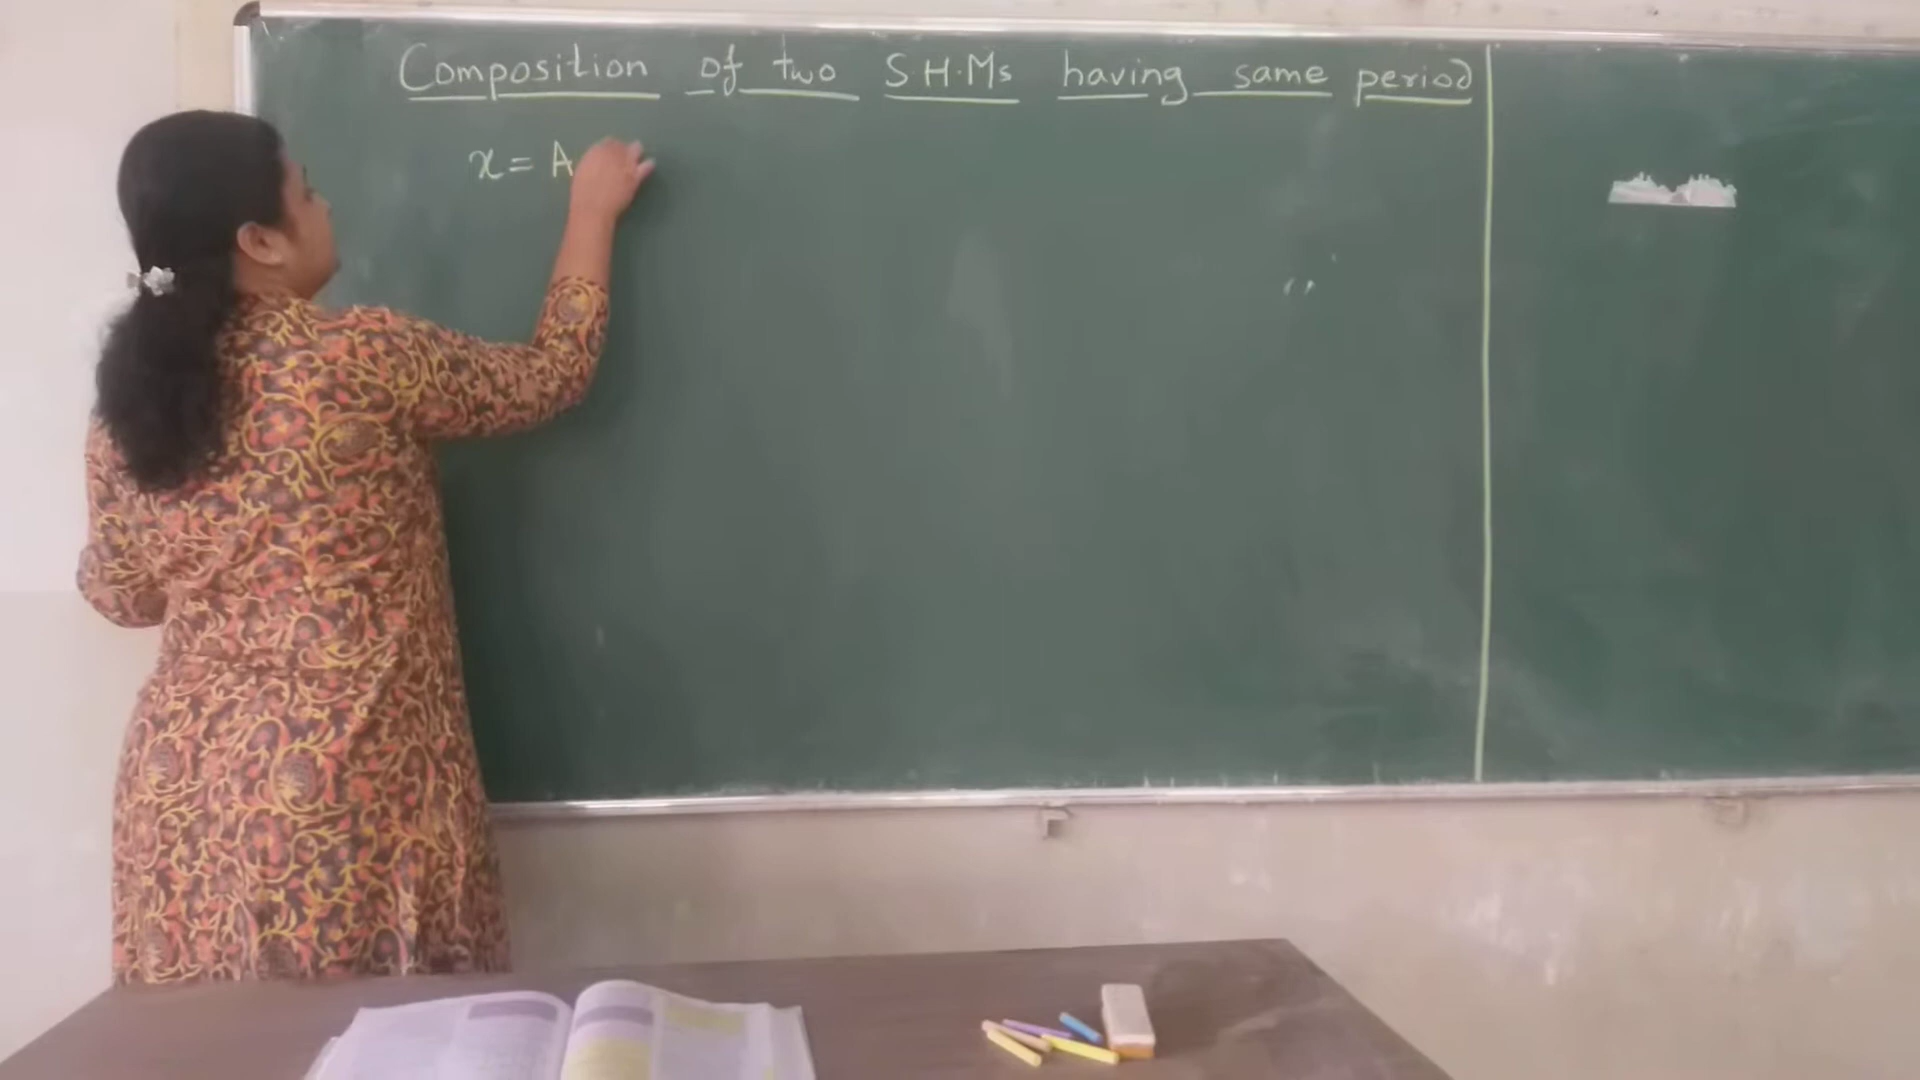 Composition of two S.H.Ms having same period
x = A